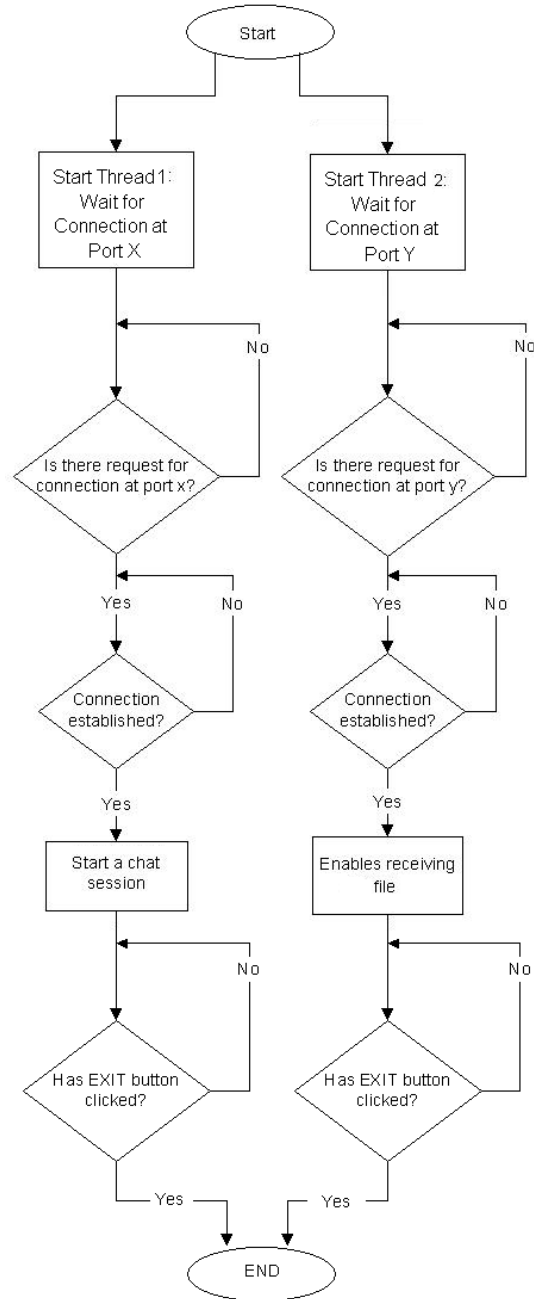 Start
Start Thread 1:
Wait for
Connection at
Port X
No
Is there request for
connection at port x?
Yes
No
Connection
established?
Yes
Start a chat
session
No
Has EXIT button
clicked?
Yes
Start Thread 2:
Wait for
Connection at
Port Y
No
Is there request for
connection at port y?
Yes
No
Connection
established?
Yes
Enables receiving
file
No
Has EXIT button
clicked?
Yes
END